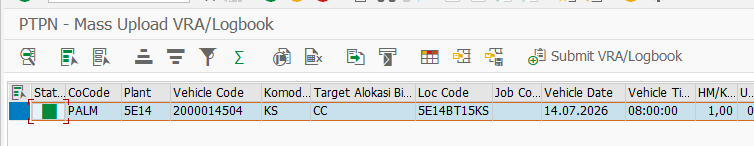 PTPN - Mass Upload VRA/Logbook
Submit VRA/Logbook
Stat... CoCode Plant Vehicle Code Komod... Target Alokasi Bi... Loc Code Job Co... Vehicle Date Vehicle Ti... HM/K... U...
PALM 5E14 2000014504 KS CC 5E14BT15KS 14.07.2026 08:00:00 1,00 0